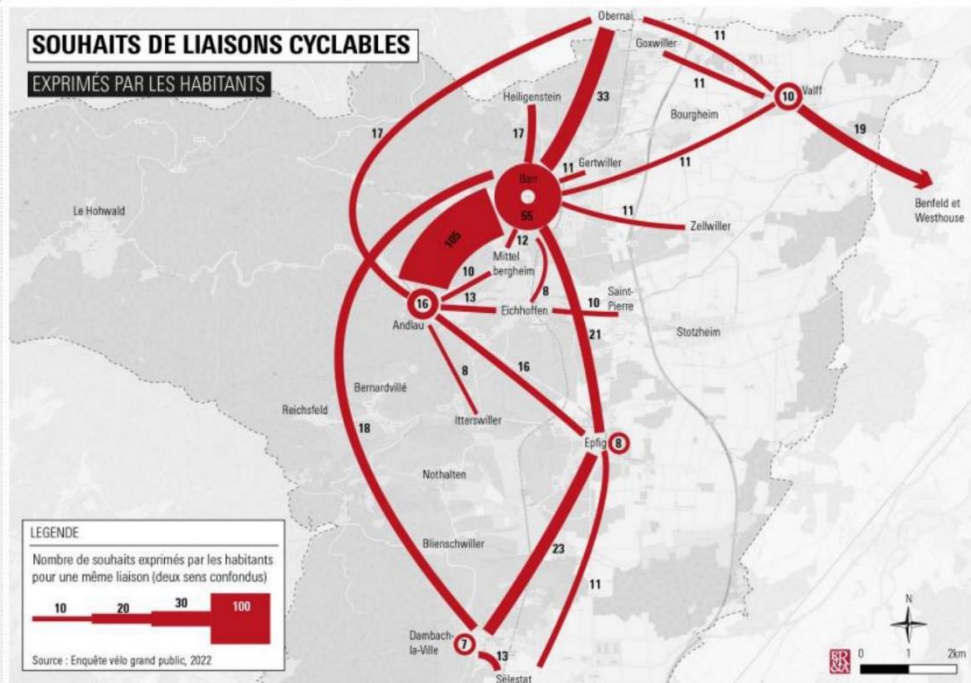 SOUHAITS DE LIAISONS CYCLABLES
EXPRIMÉS PAR LES HABITANTS
Obernai
11
Goxwiller
11
10
Valff
33
Heiligenstein
17
17
Bourgheim
19
11
Gertwiller
11
Barr
55
Benfeld et
Westhouse
Le Hohwald
11
Zellwiller
105
12
Mittel
bergheim
10
8
13
Saint-
Pierre
10
16
Eichhoffen
Andlau
Stotzheim
21
16
8
Bernardvillé
Reichsfeld
Itterswiller
18
Epfig
8
Nothalten
Blienschwiller
23
11
Dambach-
la-Ville
7
13
Sélestat
LEGENDE
Nombre de souhaits exprimés par les habitants
pour une même liaison (deux sens confondus)
10
20
30
100
Source : Enquête vélo grand public, 2022
N
0
1
2km